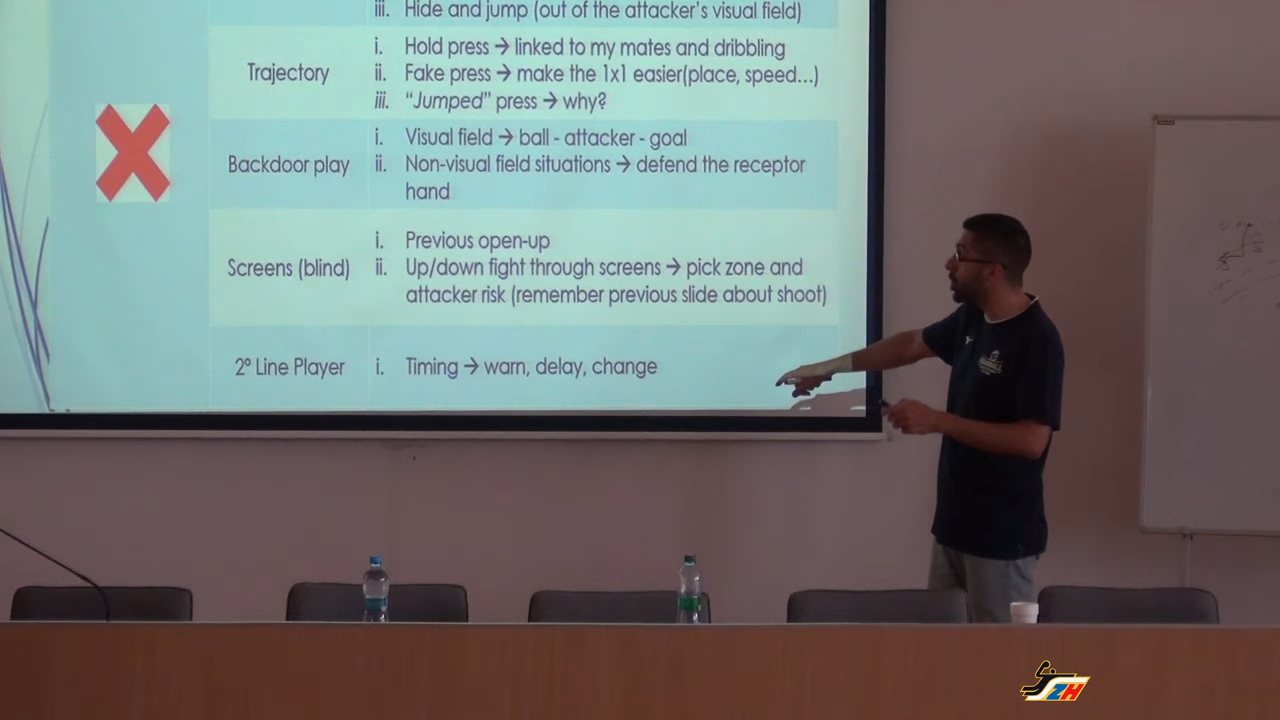 iii. Hide and jump (out of the attacker's visual field)
Trajectory
i. Hold press → linked to my mates and dribbling
ii. Fake press → make the 1x1 easier(place, speed...)
iii. "Jumped" press → why?
Backdoor play
i. Visual field → ball - attacker - goal
ii. Non-visual field situations → defend the receptor
hand
Screens (blind)
i. Previous open-up
ii. Up/down fight through screens → pick zone and
attacker risk (remember previous slide about shoot)
2º Line Player
i. Timing → warn, delay, change
ZH